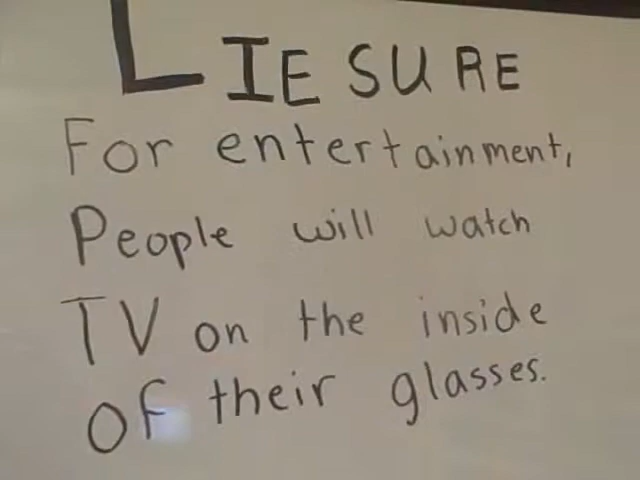 LIESURE
For entertainment,
People will watch
TV on the inside
of their glasses.